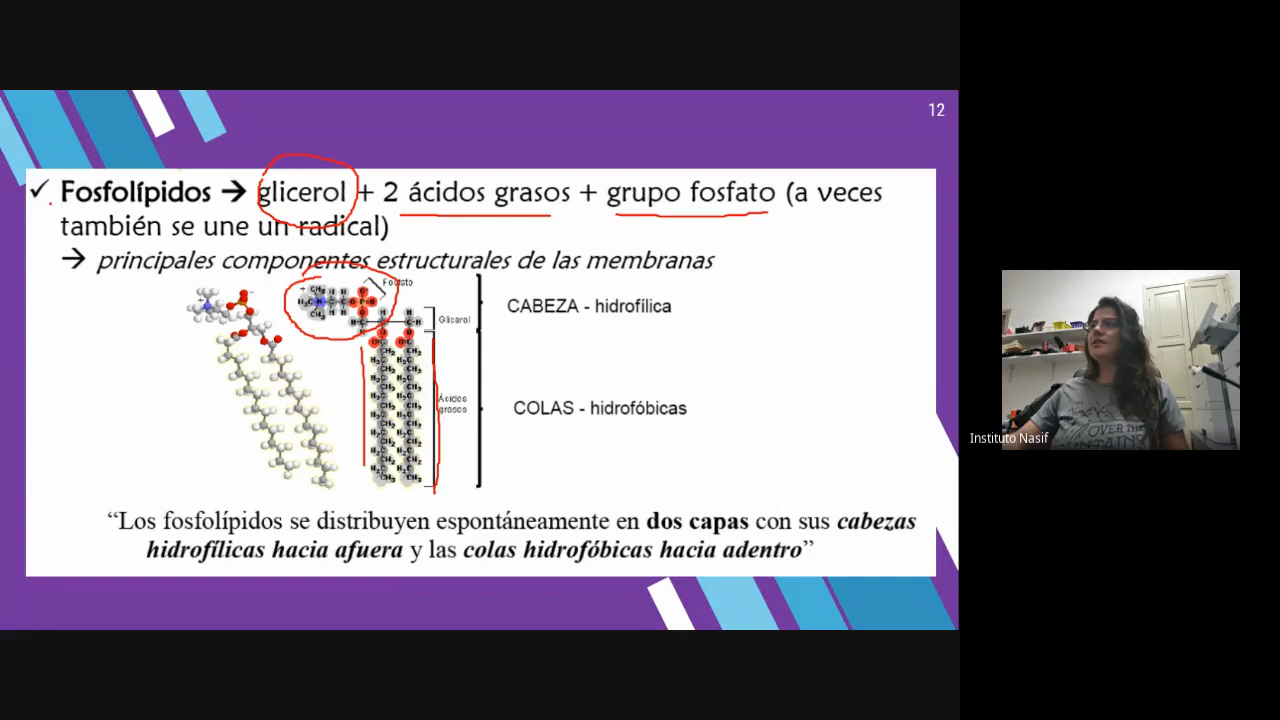 12
✓ Fosfolípidos → glicerol + 2 ácidos grasos + grupo fosfato (a veces
también se une un radical)
→ principales componentes estructurales de las membranas
Fosfato
CABEZA - hidrofílica
Glicerol
Ácidos
grasos
COLAS - hidrofóbicas
“Los fosfolípidos se distribuyen espontáneamente en dos capas con sus cabezas
hidrofílicas hacia afuera y las colas hidrofóbicas hacia adentro”
Instituto Nasif